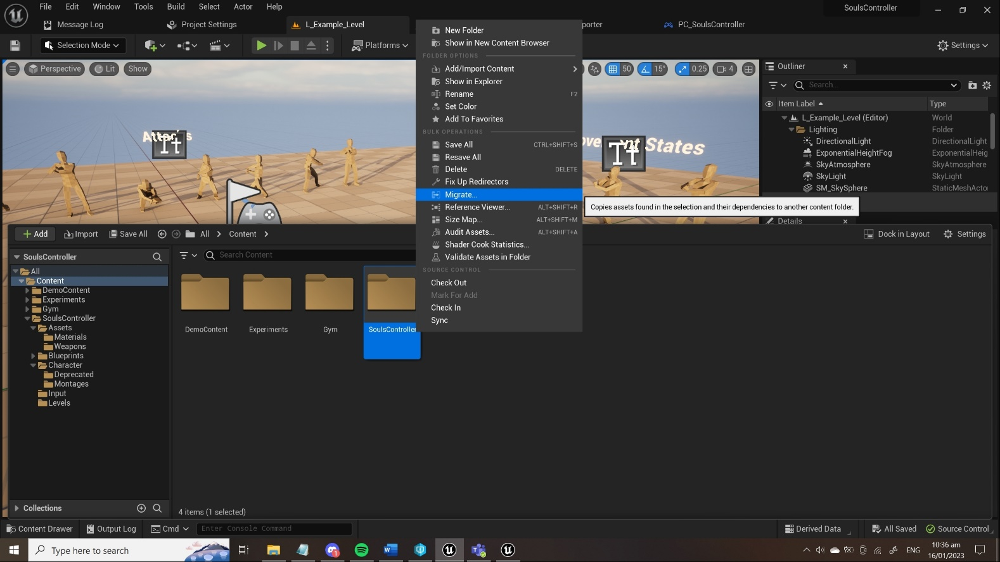 File Edit Window Tools Build Select Actor Help
SoulsController
Message Log
Project Settings
L_Example_Level
porter
PC_SoulsController
Selection Mode
Platforms
Settings
Perspective
Lit
Show
50
15°
0.25
4
Attacks
States
New Folder
Show in New Content Browser
FOLDER OPTIONS
Add/Import Content
Show in Explorer
Rename F2
Set Color
Add To Favorites
BULK OPERATIONS
Save All CTRL+SHIFT+S
Resave All
Delete DELETE
Fix Up Redirectors
Migrate...
Reference Viewer... ALT+SHIFT+R
Size Map... ALT+SHIFT+M
Audit Assets... ALT+SHIFT+A
Shader Cook Statistics...
Validate Assets in Folder
SOURCE CONTROL
Check Out
Mark For Add
Check In
Sync
Copies assets found in the selection and their dependencies to another content folder.
Outliner
Search...
Item Label Type
L_Example_Level (Editor) World
Lighting Folder
DirectionalLight DirectionalLight
ExponentialHeightFog ExponentialHeig
SkyAtmosphere SkyAtmosphere
SkyLight SkyLight
SM_SkySphere StaticMeshActo
Details
Add
Import
Save All
All
Content
Dock in Layout
Settings
SoulsController
All
Content
DemoContent
Experiments
Gym
SoulsController
Assets
Materials
Weapons
Blueprints
Character
Deprecated
Montages
Input
Levels
Search Content
DemoContent
Experiments
Gym
SoulsController
Collections
4 items (1 selected)
Content Drawer
Output Log
Cmd
Enter Console Command
Derived Data
All Saved
Source Control
Type here to search
1
ENG
10:36 am
16/01/2023